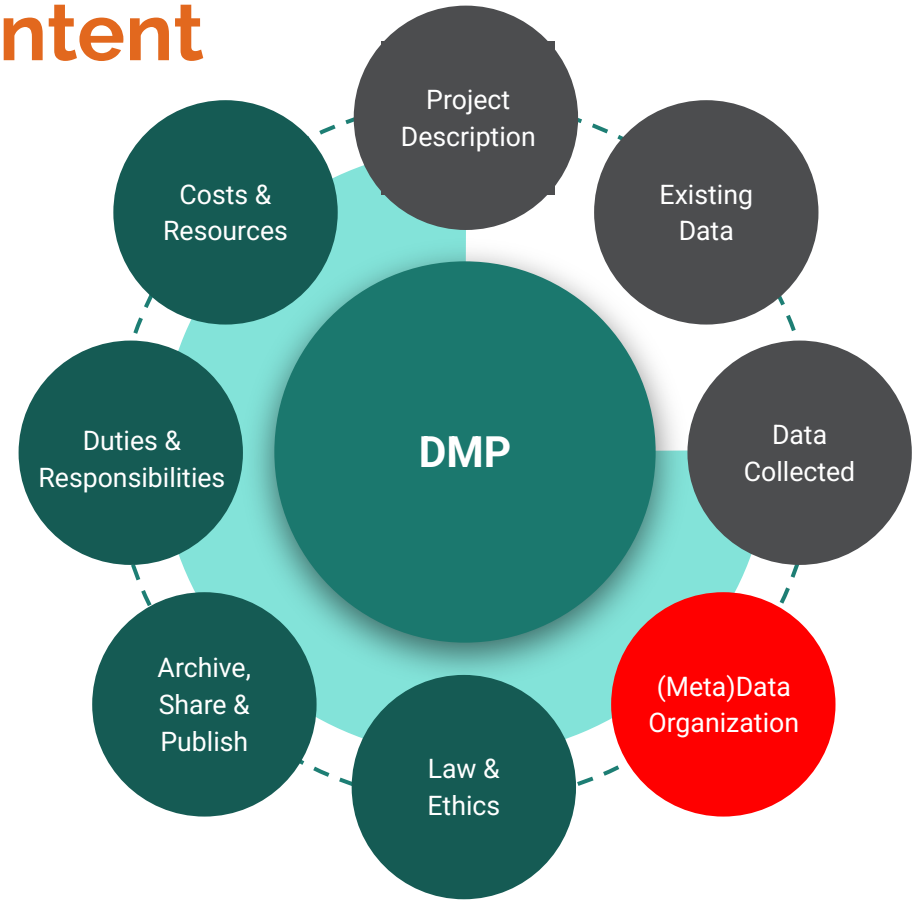 ntent
Project
Description
Existing
Data
Data
Collected
(Meta)Data
Organization
Law &
Ethics
Archive,
Share &
Publish
Duties &
Responsibilities
Costs &
Resources
DMP